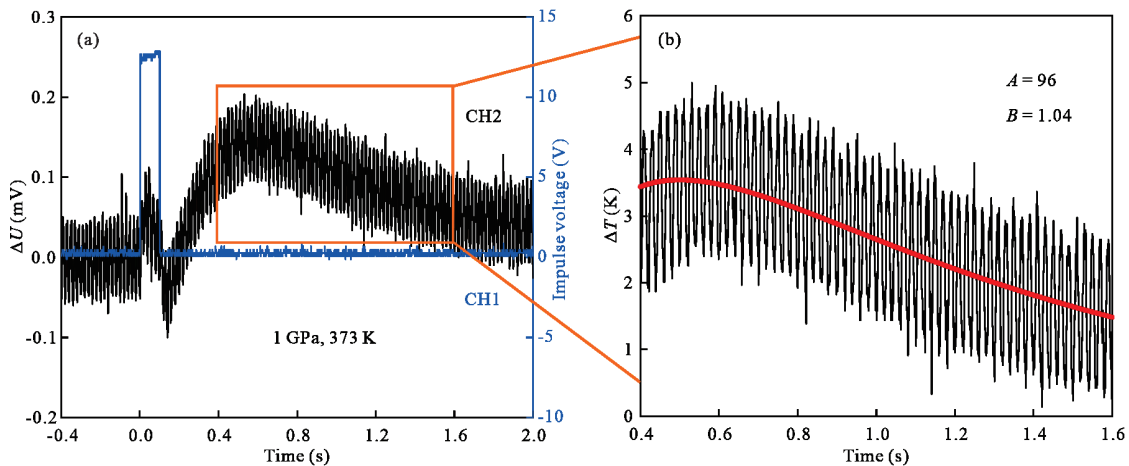 (a)
0.3
0.2
0.1
0.0
-0.1
-0.2
ΔU (mV)
-0.4
0.0
0.4
0.8
1.2
1.6
2.0
Time (s)
15
10
5
0
-5
-10
Impulse voltage (V)
CH2
CH1
1 GPa, 373 K
(b)
6
5
4
3
2
1
0
ΔT (K)
0.4
0.6
0.8
1.0
1.2
1.4
1.6
Time (s)
A = 96
B = 1.04